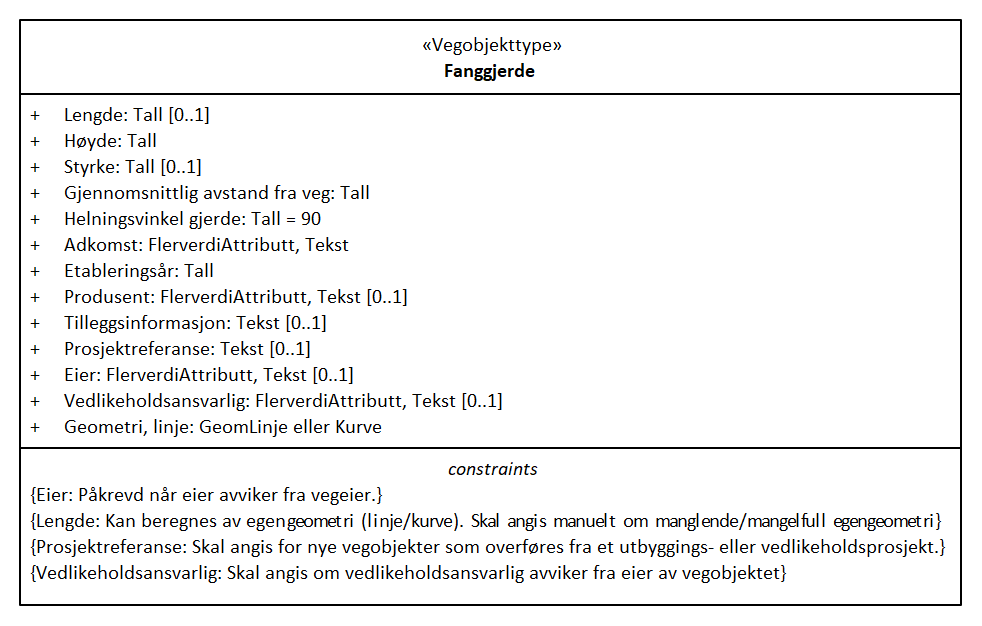 «Vegobjekttype»
Fanggjerde
+ Lengde: Tall [0..1]
+ Høyde: Tall
+ Styrke: Tall [0..1]
+ Gjennomsnittlig avstand fra veg: Tall
+ Helningsvinkel gjerde: Tall = 90
+ Adkomst: FlerverdiAttributt, Tekst
+ Etableringsår: Tall
+ Produsent: FlerverdiAttributt, Tekst [0..1]
+ Tilleggsinformasjon: Tekst [0..1]
+ Prosjektreferanse: Tekst [0..1]
+ Eier: FlerverdiAttributt, Tekst [0..1]
+ Vedlikeholdsansvarlig: FlerverdiAttributt, Tekst [0..1]
+ Geometri, linje: GeomLinje eller Kurve
constraints
{Eier: Påkrevd når eier avviker fra vegeier.}
{Lengde: Kan beregnes av egengeometri (linje/kurve). Skal angis manuelt om manglende/mangelfull egengeometri}
{Prosjektreferanse: Skal angis for nye vegobjekter som overføres fra et utbyggings- eller vedlikeholdsprosjekt.}
{Vedlikeholdsansvarlig: Skal angis om vedlikeholdsansvarlig avviker fra eier av vegobjektet}